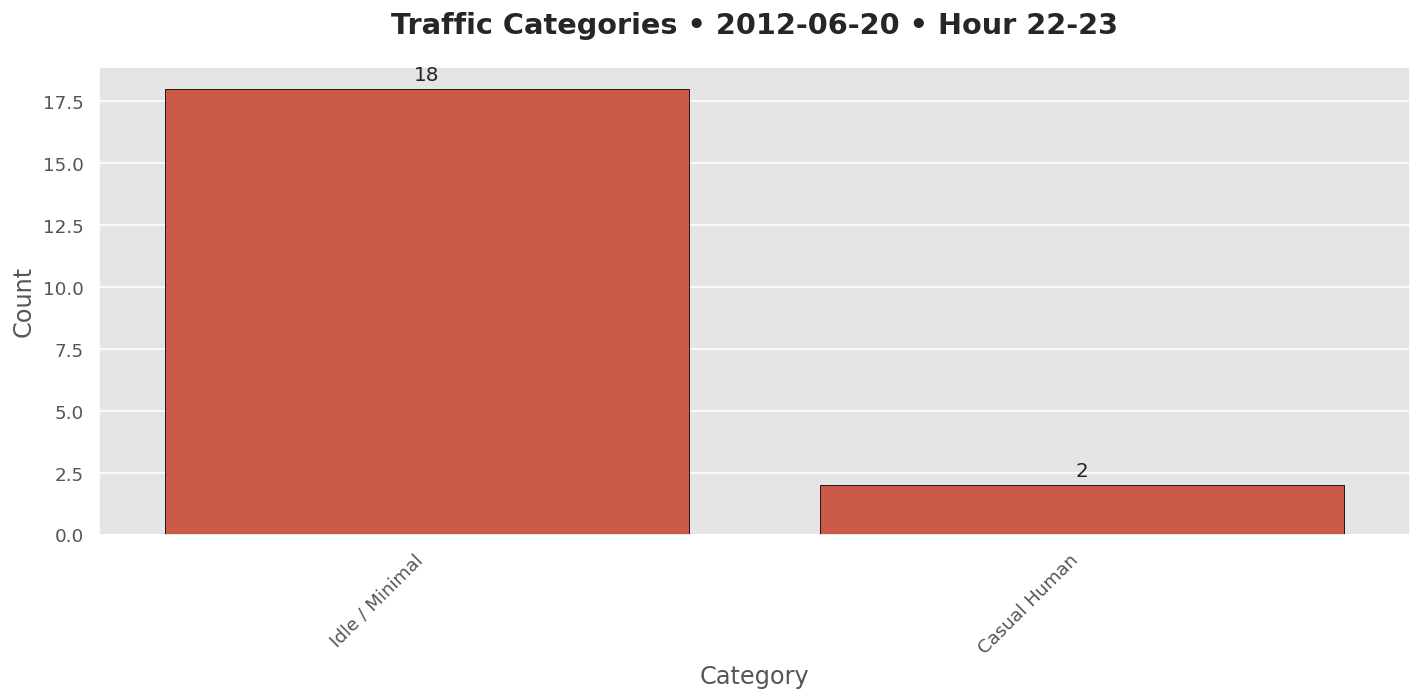 Traffic Categories • 2012-06-20 • Hour 22-23
18
17.5
15.0
12.5
10.0
7.5
5.0
2.5
0.0
2
Count
Idle / Minimal
Casual Human
Category